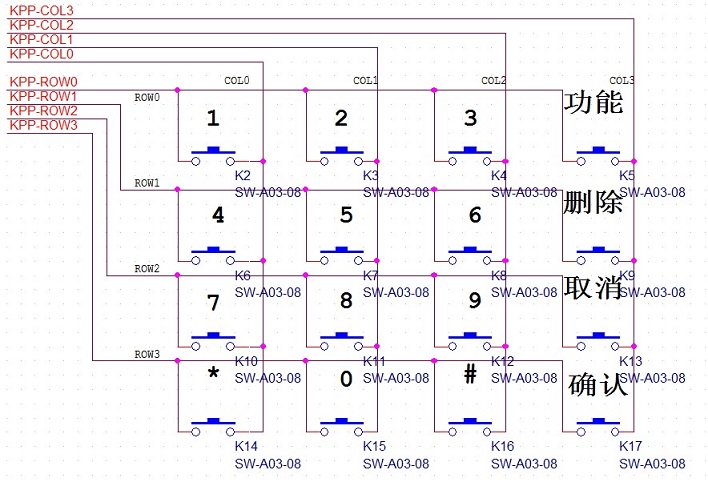 KPP-COL3
KPP-COL2
KPP-COL1
KPP-COL0
KPP-ROW0
KPP-ROW1
KPP-ROW2
KPP-ROW3
COL0 COL1 COL2 COL3
ROW0
1 2 3 功能
K2 K3 K4 K5
SW-A03-08 SW-A03-08 SW-A03-08 SW-A03-08
ROW1
4 5 6 删除
K6 K7 K8 K9
SW-A03-08 SW-A03-08 SW-A03-08 SW-A03-08
ROW2
7 8 9 取消
K10 K11 K12 K13
SW-A03-08 SW-A03-08 SW-A03-08 SW-A03-08
ROW3
* 0 # 确认
K14 K15 K16 K17
SW-A03-08 SW-A03-08 SW-A03-08 SW-A03-08